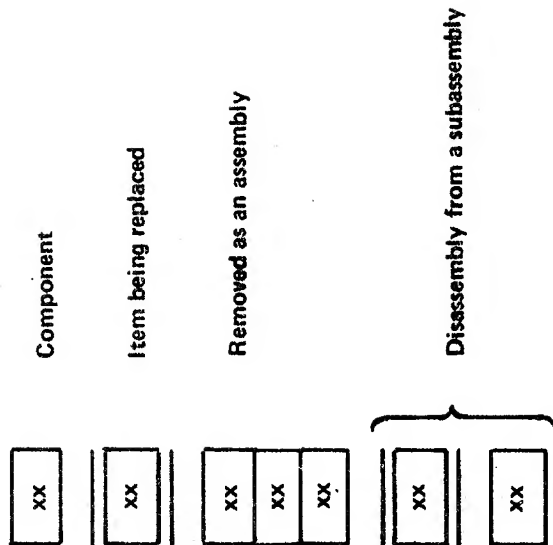 xx
Component
xx
Item being replaced
xx
xx
xx
Removed as an assembly
xx
xx
Disassembly from a subassembly